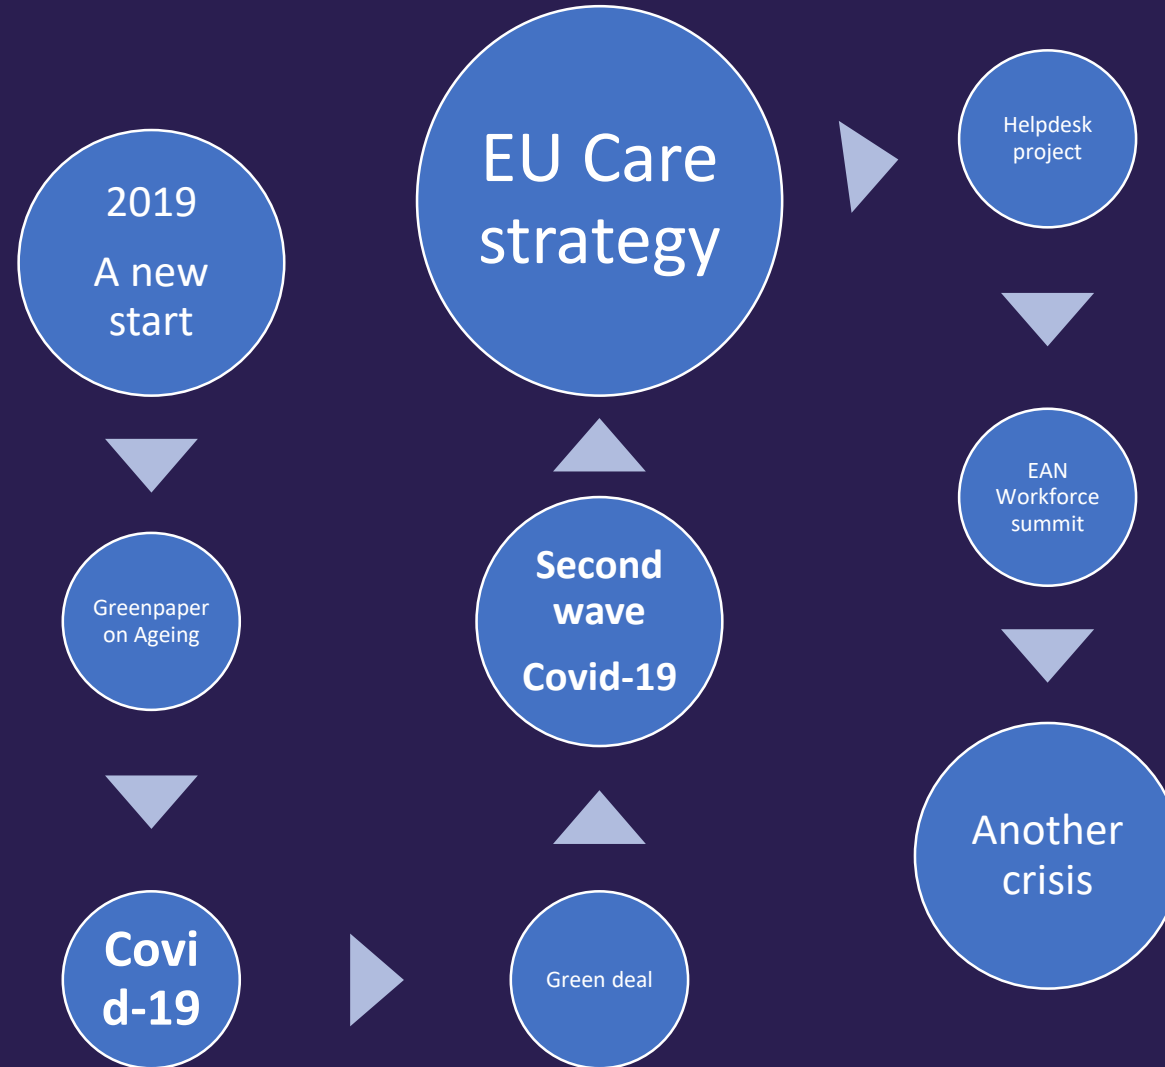 2019
A new
start
Greenpaper
on Ageing
Covi
d-19
Green deal
Second
wave
Covid-19
EU Care
strategy
Helpdesk
project
EAN
Workforce
summit
Another
crisis